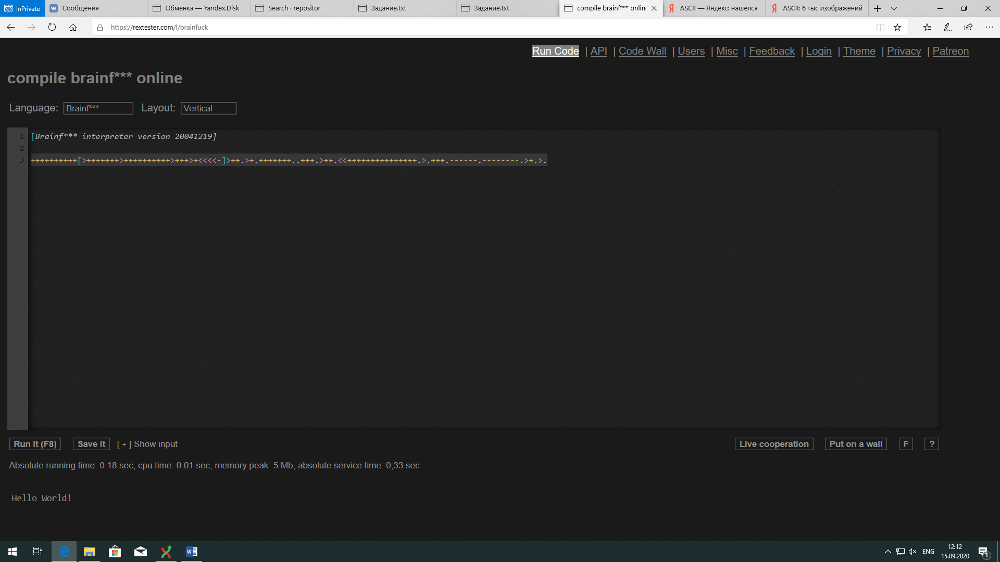 InPrivate Сообщения Обменка — Yandex.Disk Search · repositor Задание.txt Задание.txt compile brainf*** onlin ASCII — Яндекс: нашёлся ASCII: 6 тыс изображений
https://rextester.com/l/brainfuck
Run Code | API | Code Wall | Users | Misc | Feedback | Login | Theme | Privacy | Patreon
compile brainf*** online
Language: Brainf*** Layout: Vertical
1 [Brainf*** interpreter version 20041219]
2
3 ++++++++++[>+++++++>++++++++++>+++>+<<<<-]>++.>+.+++++++..+++.>++.<<+++++++++++++++.>.+++.------.--------.>+.>.
Run it (F8) Save it [ + ] Show input Live cooperation Put on a wall F ?
Absolute running time: 0.18 sec, cpu time: 0.01 sec, memory peak: 5 Mb, absolute service time: 0,33 sec
Hello World!
ENG 12:12
15.09.2020 1